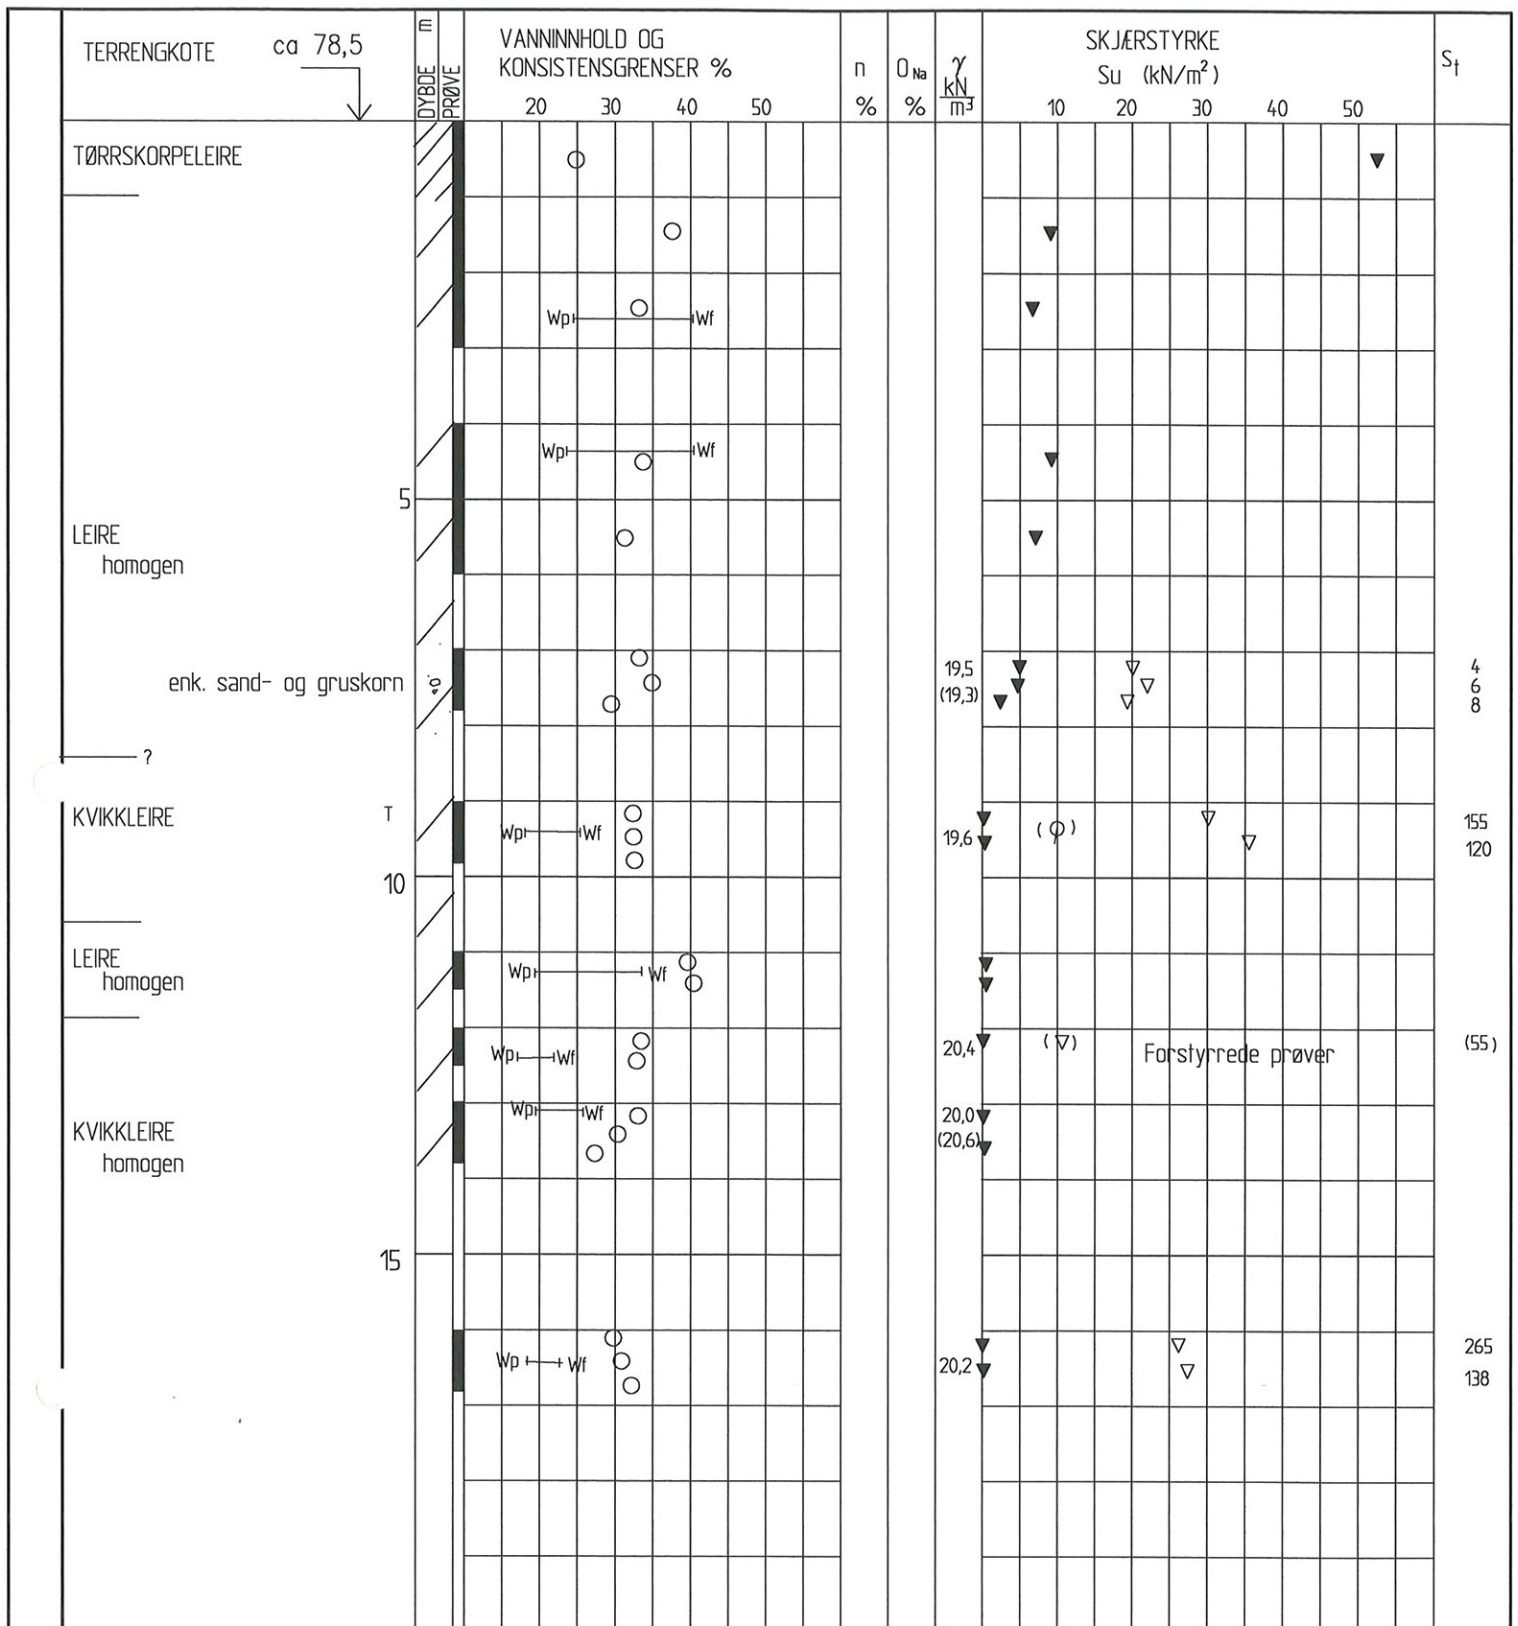 TERRENGKOTE ca 78,5
DYBDE m
PRØVE
VANNINNHOLD OG
KONSISTENSGRENSER %
20 30 40 50
n
%
O Na
%
γ
kN
m³
SKJÆRSTYRKE
Su (kN/m²)
10 20 30 40 50
St
TØRRSKORPELEIRE
Wp Wf
Wp Wf
5
LEIRE
homogen
19,5 4
enk. sand- og gruskorn (19,3) 6
8
?
KVIKKLEIRE T 155
Wp Wf 19,6 ( ) 120
10
LEIRE
homogen
Wp Wf
Wp Wf 20,4 ( ) Forstyrrede prøver (55)
Wp Wf 20,0
KVIKKLEIRE (20,6)
homogen
15
265
Wp Wf 20,2 138